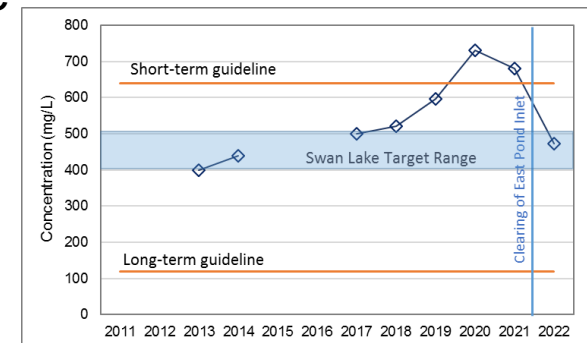 800
700
600
500
400
300
200
100
0
Concentration (mg/L)
Short-term guideline
Swan Lake Target Range
Long-term guideline
Clearing of East Pond Inlet
2011 2012 2013 2014 2015 2016 2017 2018 2019 2020 2021 2022